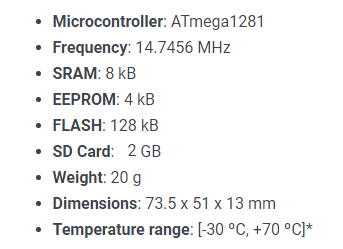 • Microcontroller: ATmega1281
• Frequency: 14.7456 MHz
• SRAM: 8 kB
• EEPROM: 4 kB
• FLASH: 128 kB
• SD Card: 2 GB
• Weight: 20 g
• Dimensions: 73.5 x 51 x 13 mm
• Temperature range: [-30 ºC, +70 ºC]*